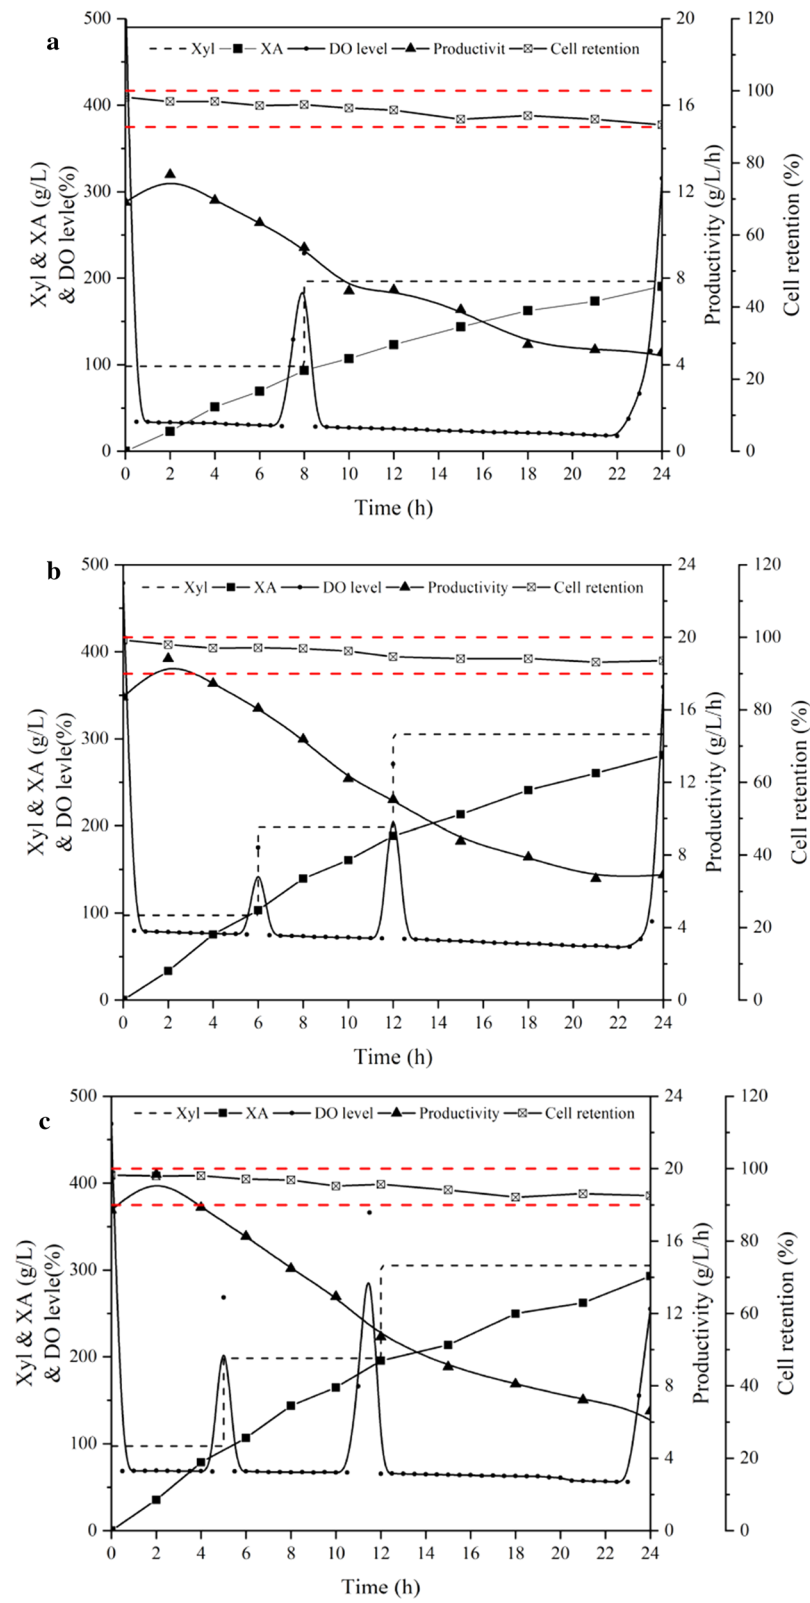 a
Xyl XA DO level Productivit Cell retention
500
400
300
200
100
0
Xyl & XA (g/L)
& DO levle(%)
20
16
12
8
4
0
Productivity (g/L/h)
120
100
80
60
40
20
0
Cell retention (%)
0 2 4 6 8 10 12 14 16 18 20 22 24
Time (h)
b
Xyl XA DO level Productivity Cell retention
500
400
300
200
100
0
Xyl & XA (g/L)
& DO levle(%)
24
20
16
12
8
4
0
Productivity (g/L/h)
120
100
80
60
40
20
0
Cell retention (%)
0 2 4 6 8 10 12 14 16 18 20 22 24
Time (h)
c
Xyl XA DO level Productivity Cell retention
500
400
300
200
100
0
Xyl & XA (g/L)
& DO levle(%)
24
20
16
12
8
4
0
Productivity (g/L/h)
120
100
80
60
40
20
0
Cell retention (%)
0 2 4 6 8 10 12 14 16 18 20 22 24
Time (h)